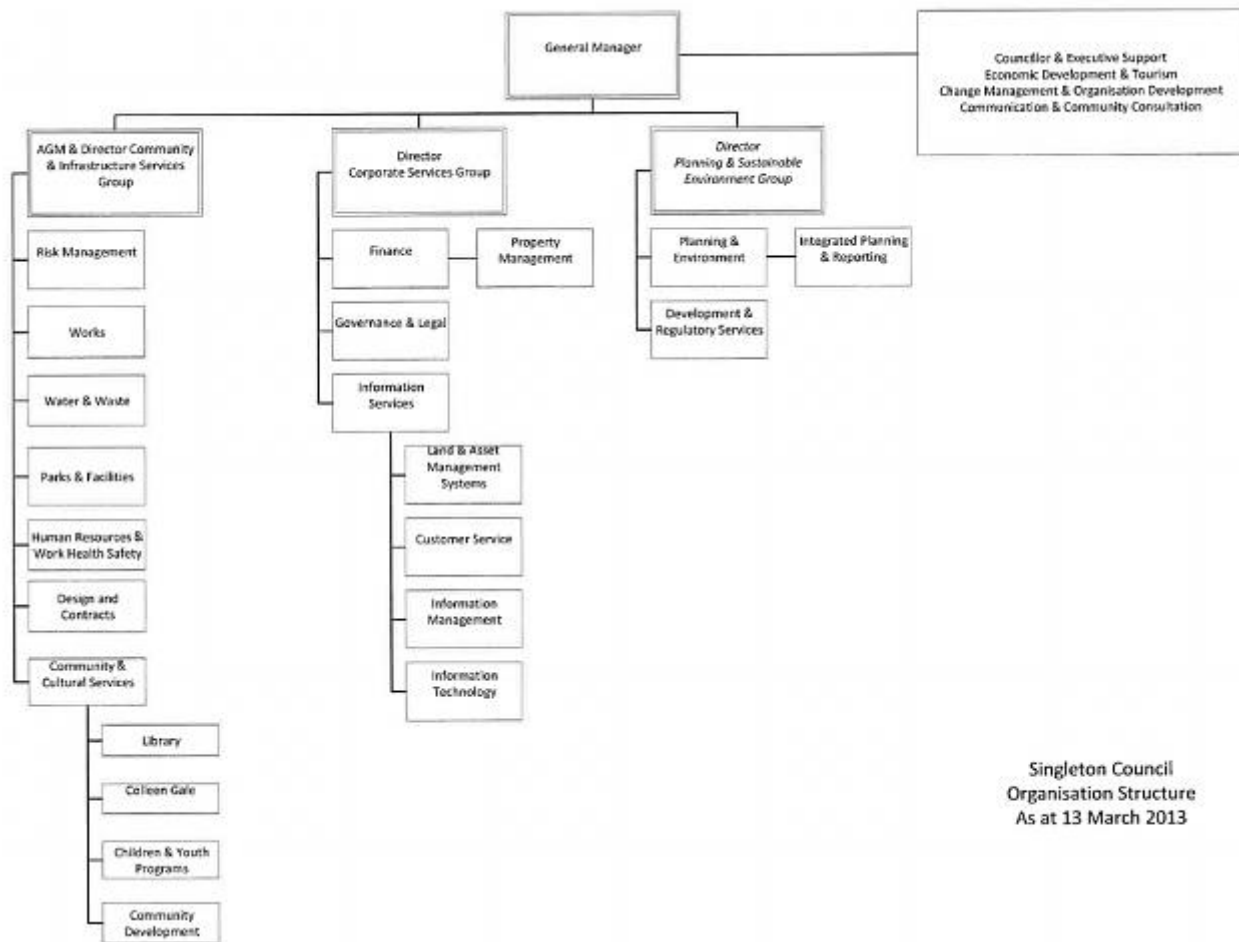 General Manager
Councillor & Executive Support
Economic Development & Tourism
Change Management & Organisation Development
Communication & Community Consultation
AGM & Director Community
& Infrastructure Services
Group
Director
Corporate Services Group
Director
Planning & Sustainable
Environment Group
Risk Management
Works
Water & Waste
Parks & Facilities
Human Resources &
Work Health Safety
Design and
Contracts
Community &
Cultural Services
Library
Colleen Gale
Children & Youth
Programs
Community
Development
Finance
Property
Management
Governance & Legal
Information
Services
Land & Asset
Management
Systems
Customer Service
Information
Management
Information
Technology
Planning &
Environment
Integrated Planning
& Reporting
Development &
Regulatory Services
Singleton Council
Organisation Structure
As at 13 March 2013